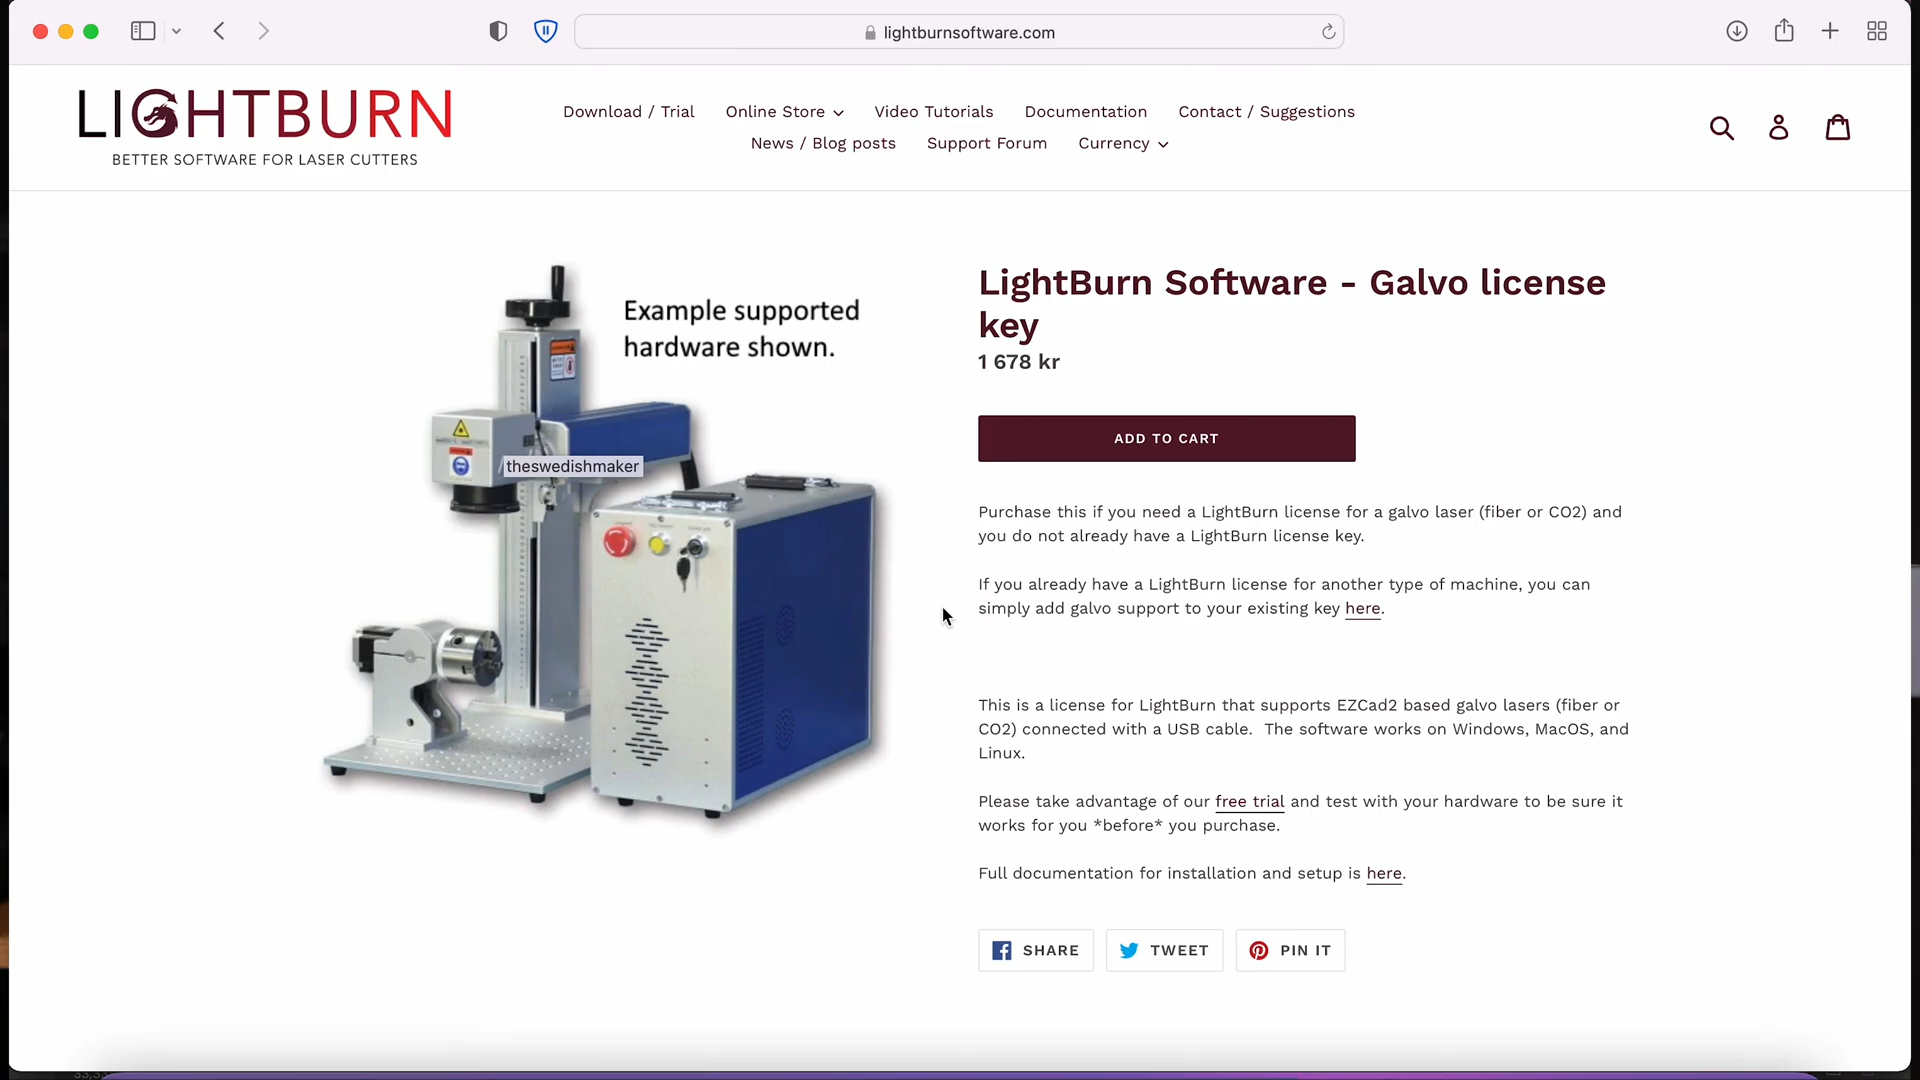 lightburnsoftware.com
LIGHTBURN
BETTER SOFTWARE FOR LASER CUTTERS
Download / Trial Online Store Video Tutorials Documentation Contact / Suggestions
News / Blog posts Support Forum Currency
Example supported
hardware shown.
theswedishmaker
LightBurn Software - Galvo license
key
1 678 kr
ADD TO CART
Purchase this if you need a LightBurn license for a galvo laser (fiber or CO2) and
you do not already have a LightBurn license key.
If you already have a LightBurn license for another type of machine, you can
simply add galvo support to your existing key here.
This is a license for LightBurn that supports EZCad2 based galvo lasers (fiber or
CO2) connected with a USB cable.  The software works on Windows, MacOS, and
Linux.
Please take advantage of our free trial and test with your hardware to be sure it
works for you *before* you purchase.
Full documentation for installation and setup is here.
SHARE TWEET PIN IT